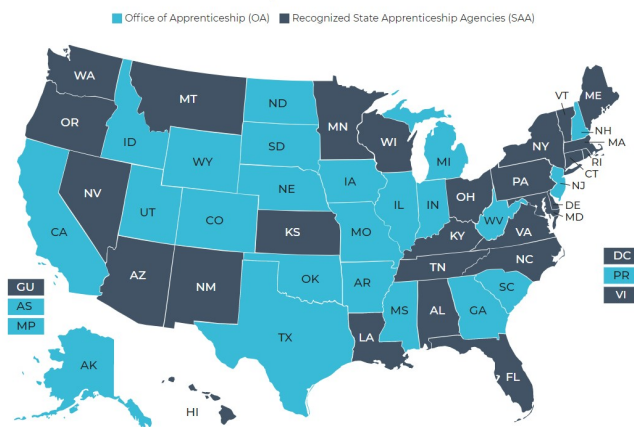 Office of Apprenticeship (OA) Recognized State Apprenticeship Agencies (SAA)
WA
MT
ND
MN
VT
ME
OR
ID
SD
WI
NH
MA
NY
MI
WY
RI
CT
IA
PA
NE
NJ
NV
OH
IL
IN
DE
UT
CO
MD
WV
CA
MO
VA
KS
KY
DC
NC
TN
AZ
OK
NM
AR
PR
GU
SC
VI
AS
MS
AL
GA
MP
TX
LA
AK
FL
HI